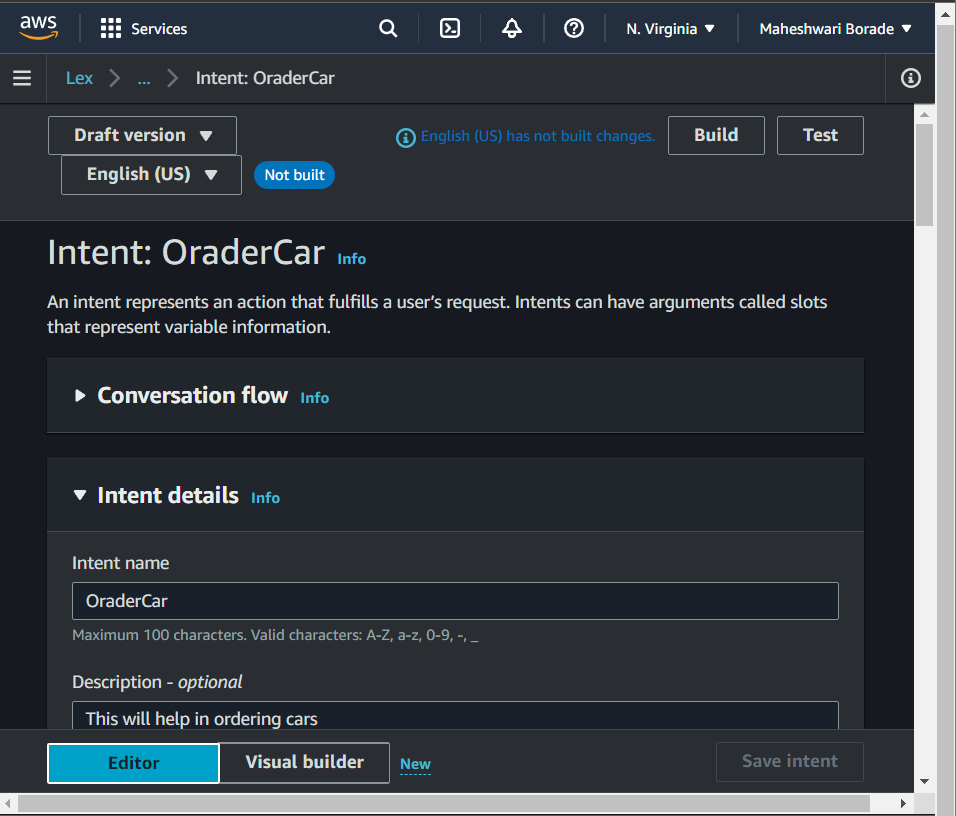 aws Services N. Virginia Maheshwari Borade
Lex ... Intent: OraderCar
Draft version
English (US) has not built changes. Build Test
English (US) Not built
Intent: OraderCar Info
An intent represents an action that fulfills a user’s request. Intents can have arguments called slots
that represent variable information.
Conversation flow Info
Intent details Info
Intent name
OraderCar
Maximum 100 characters. Valid characters: A-Z, a-z, 0-9, -, _
Description - optional
This will help in ordering cars
Editor Visual builder New Save intent